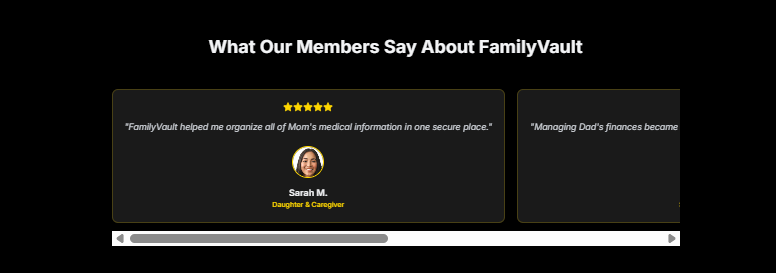 What Our Members Say About FamilyVault
"FamilyVault helped me organize all of Mom's medical information in one secure place."
Sarah M.
Daughter & Caregiver
"Managing Dad's finances became